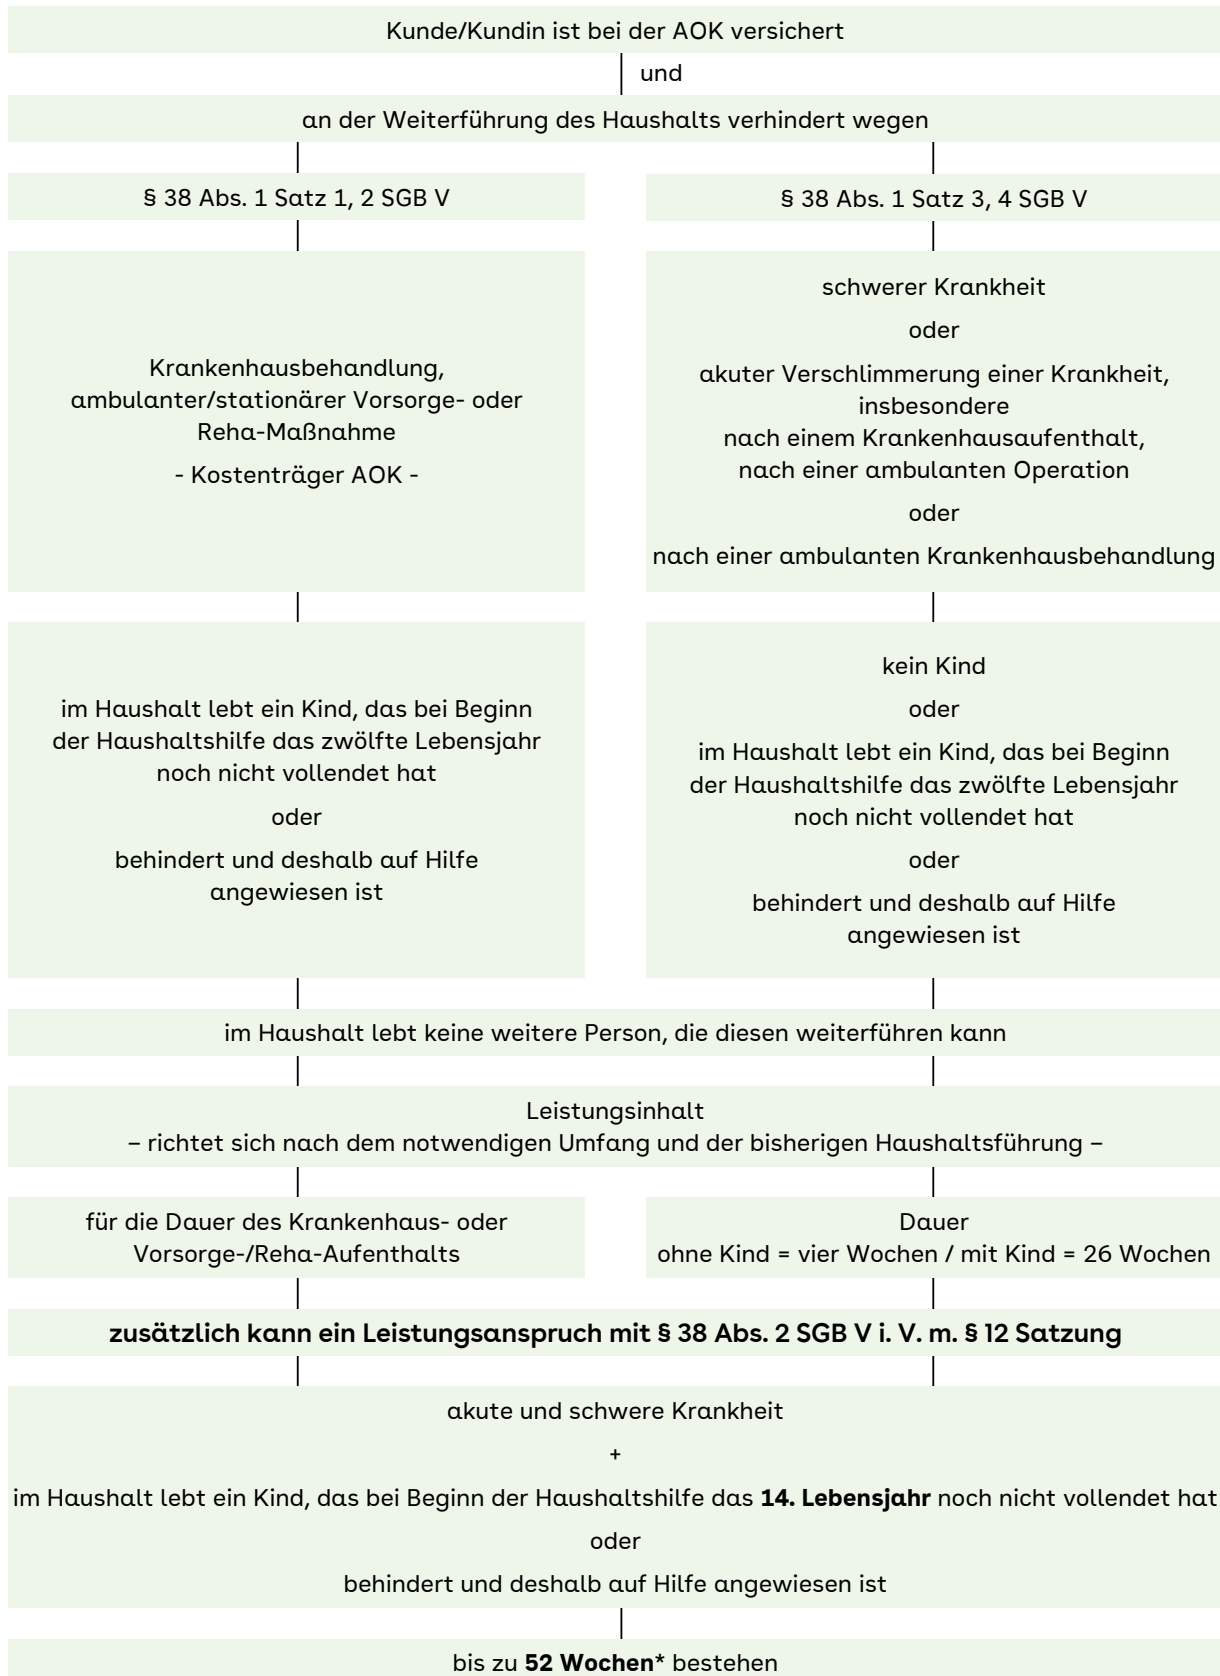 Kunde/Kundin ist bei der AOK versichert
und
an der Weiterführung des Haushalts verhindert wegen
§ 38 Abs. 1 Satz 1, 2 SGB V
Krankenhausbehandlung,
ambulanter/stationärer Vorsorge- oder
Reha-Maßnahme
- Kostenträger AOK -
im Haushalt lebt ein Kind, das bei Beginn
der Haushaltshilfe das zwölfte Lebensjahr
noch nicht vollendet hat
oder
behindert und deshalb auf Hilfe
angewiesen ist
§ 38 Abs. 1 Satz 3, 4 SGB V
schwerer Krankheit
oder
akuter Verschlimmerung einer Krankheit,
insbesondere
nach einem Krankenhausaufenthalt,
nach einer ambulanten Operation
oder
nach einer ambulanten Krankenhausbehandlung
kein Kind
oder
im Haushalt lebt ein Kind, das bei Beginn
der Haushaltshilfe das zwölfte Lebensjahr
noch nicht vollendet hat
oder
behindert und deshalb auf Hilfe
angewiesen ist
im Haushalt lebt keine weitere Person, die diesen weiterführen kann
Leistungsinhalt
– richtet sich nach dem notwendigen Umfang und der bisherigen Haushaltsführung –
für die Dauer des Krankenhaus- oder
Vorsorge-/Reha-Aufenthalts
Dauer
ohne Kind = vier Wochen / mit Kind = 26 Wochen
zusätzlich kann ein Leistungsanspruch mit § 38 Abs. 2 SGB V i. V. m. § 12 Satzung
akute und schwere Krankheit
+
im Haushalt lebt ein Kind, das bei Beginn der Haushaltshilfe das 14. Lebensjahr noch nicht vollendet hat
oder
behindert und deshalb auf Hilfe angewiesen ist
bis zu 52 Wochen* bestehen